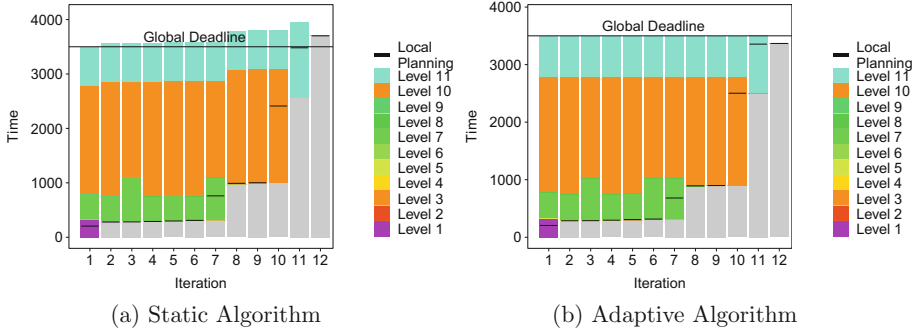 4000
3000
2000
1000
0
Time
Global Deadline
1 2 3 4 5 6 7 8 9 10 11 12
Iteration
Local
Planning
Level 11
Level 10
Level 9
Level 8
Level 7
Level 6
Level 5
Level 4
Level 3
Level 2
Level 1
(a) Static Algorithm
4000
3000
2000
1000
0
Time
Global Deadline
1 2 3 4 5 6 7 8 9 10 11 12
Iteration
Local
Planning
Level 11
Level 10
Level 9
Level 8
Level 7
Level 6
Level 5
Level 4
Level 3
Level 2
Level 1
(b) Adaptive Algorithm